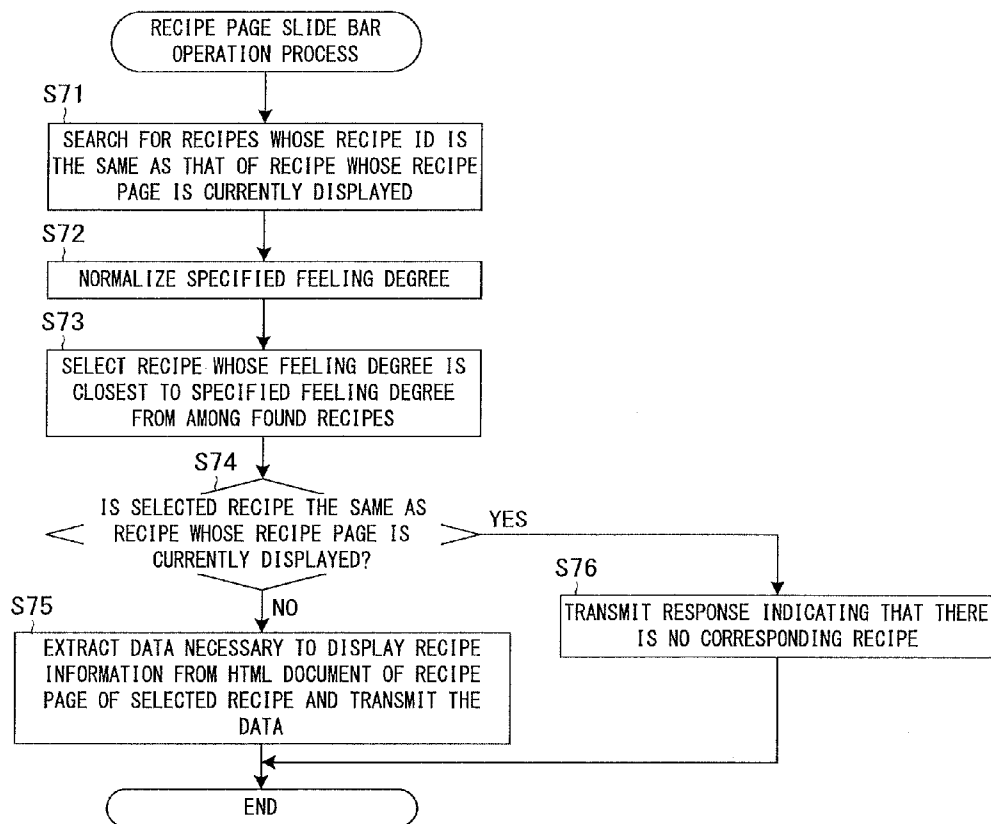 RECIPE PAGE SLIDE BAR
OPERATION PROCESS
S71
SEARCH FOR RECIPES WHOSE RECIPE ID IS
THE SAME AS THAT OF RECIPE WHOSE RECIPE
PAGE IS CURRENTLY DISPLAYED
S72
NORMALIZE SPECIFIED FEELING DEGREE
S73
SELECT RECIPE WHOSE FEELING DEGREE IS
CLOSEST TO SPECIFIED FEELING DEGREE
FROM AMONG FOUND RECIPES
S74
IS SELECTED RECIPE THE SAME AS
RECIPE WHOSE RECIPE PAGE IS
CURRENTLY DISPLAYED?
YES
NO
S75
EXTRACT DATA NECESSARY TO DISPLAY RECIPE
INFORMATION FROM HTML DOCUMENT OF RECIPE
PAGE OF SELECTED RECIPE AND TRANSMIT THE
DATA
S76
TRANSMIT RESPONSE INDICATING THAT THERE
IS NO CORRESPONDING RECIPE
END